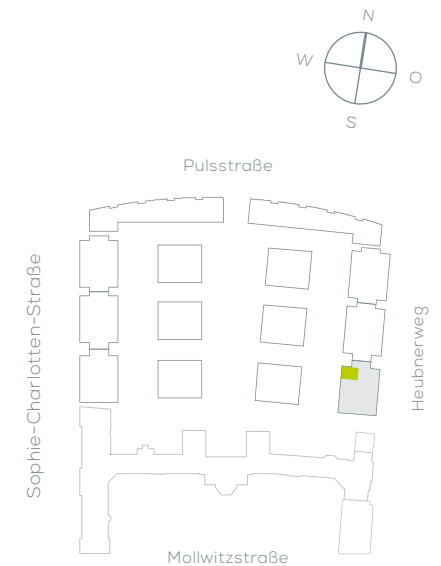 N
W
O
S
Pulsstraße
Sophie-Charlotten-Straße
Heubnerweg
Mollwitzstraße